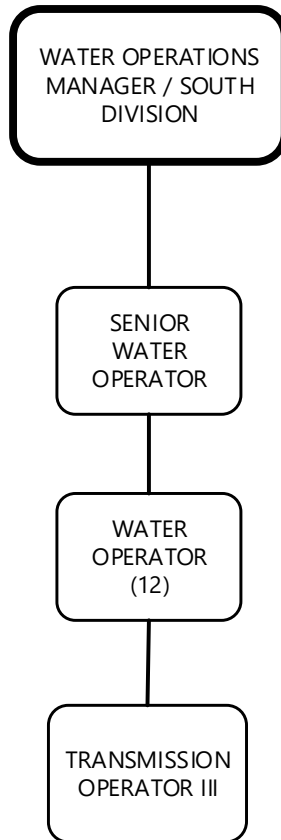 WATER OPERATIONS
MANAGER / SOUTH
DIVISION
SENIOR
WATER
OPERATOR
WATER
OPERATOR
(12)
TRANSMISSION
OPERATOR III